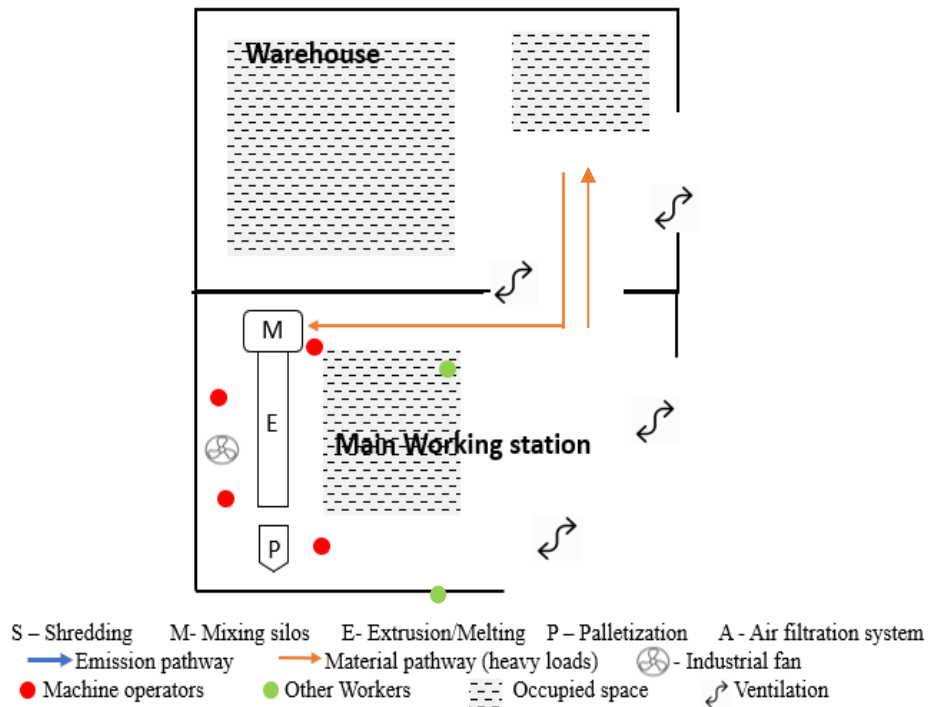 Warehouse
M
E
Main Working station
P
S – Shredding M- Mixing silos E- Extrusion/Melting P – Palletization A - Air filtration system
Emission pathway Material pathway (heavy loads) - Industrial fan
Machine operators Other Workers Occupied space Ventilation